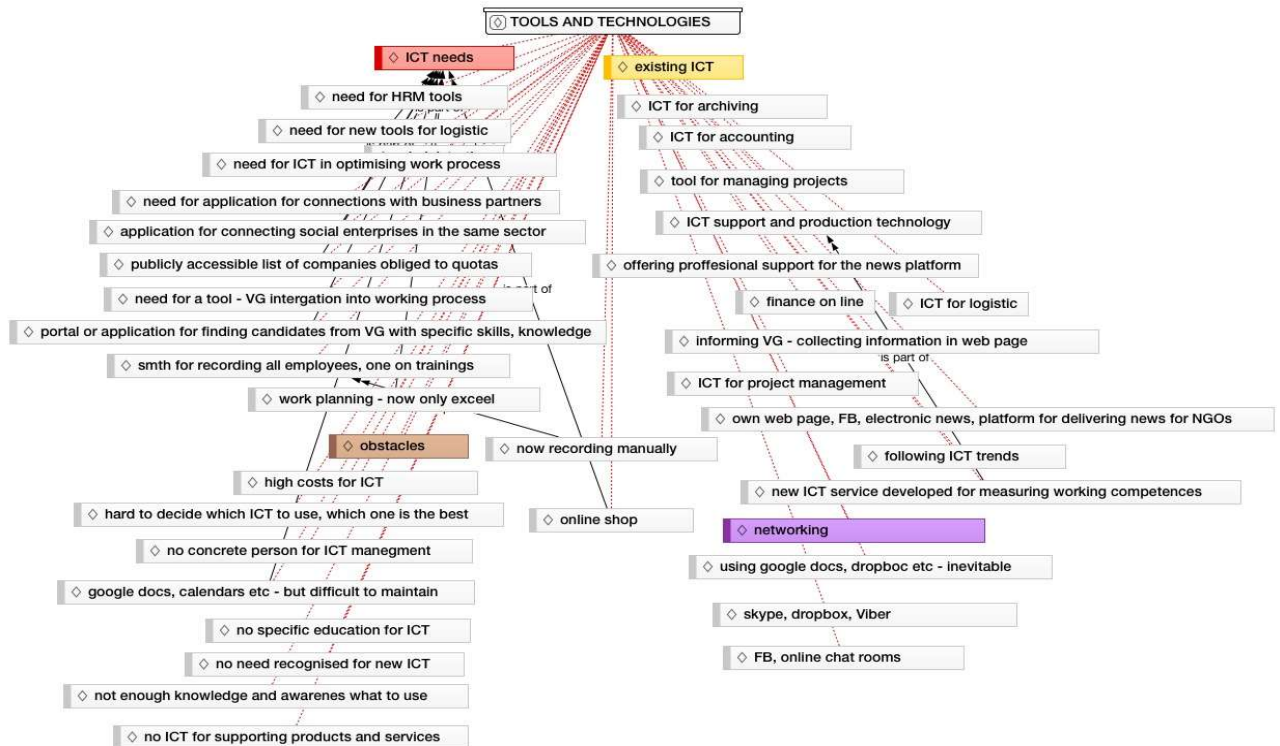 TOOLS AND TECHNOLOGIES
ICT needs
need for HRM tools
is part of
need for new tools for logistic
is part of
need for ICT in optimising work process
need for application for connections with business partners
application for connecting social enterprises in the same sector
publicly accessible list of companies obliged to quotas
is part of
need for a tool - VG intergation into working process
portal or application for finding candidates from VG with specific skills, knowledge
smth for recording all employees, one on trainings
work planning - now only exceel
now recording manually
online shop
obstacles
high costs for ICT
hard to decide which ICT to use, which one is the best
no concrete person for ICT manegment
google docs, calendars etc - but difficult to maintain
no specific education for ICT
no need recognised for new ICT
not enough knowledge and awarenes what to use
no ICT for supporting products and services
existing ICT
ICT for archiving
ICT for accounting
tool for managing projects
ICT support and production technology
offering proffesional support for the news platform
finance on line
ICT for logistic
informing VG - collecting information in web page
is part of
ICT for project management
own web page, FB, electronic news, platform for delivering news for NGOs
following ICT trends
new ICT service developed for measuring working competences
networking
using google docs, dropboc etc - inevitable
skype, dropbox, Viber
FB, online chat rooms